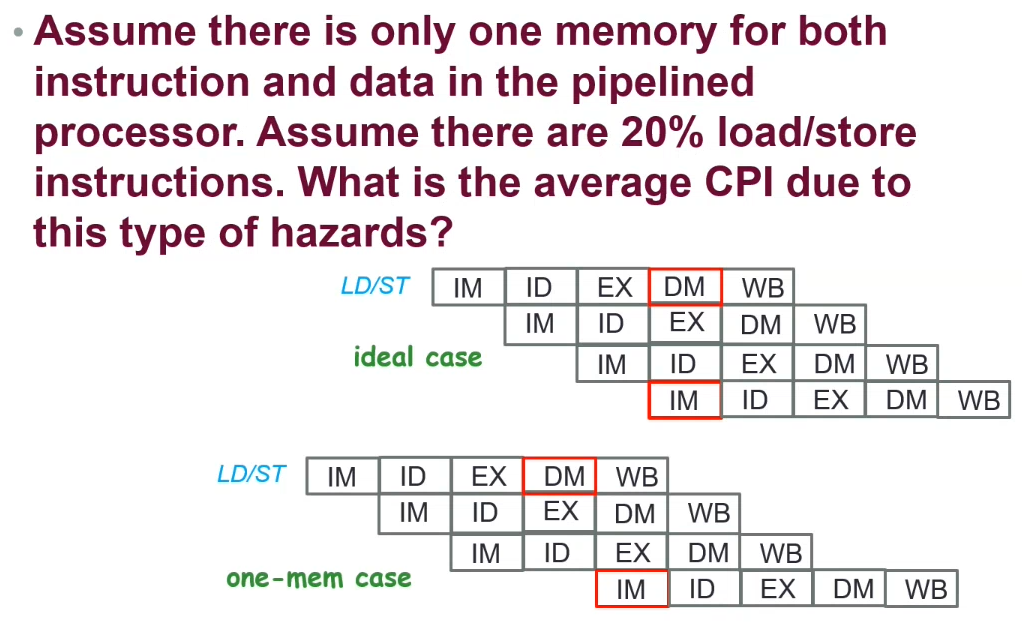 • Assume there is only one memory for both
instruction and data in the pipelined
processor. Assume there are 20% load/store
instructions. What is the average CPI due to
this type of hazards?
LD/ST IM ID EX DM WB
IM ID EX DM WB
ideal case IM ID EX DM WB
IM ID EX DM WB
LD/ST IM ID EX DM WB
IM ID EX DM WB
IM ID EX DM WB
one-mem case IM ID EX DM WB